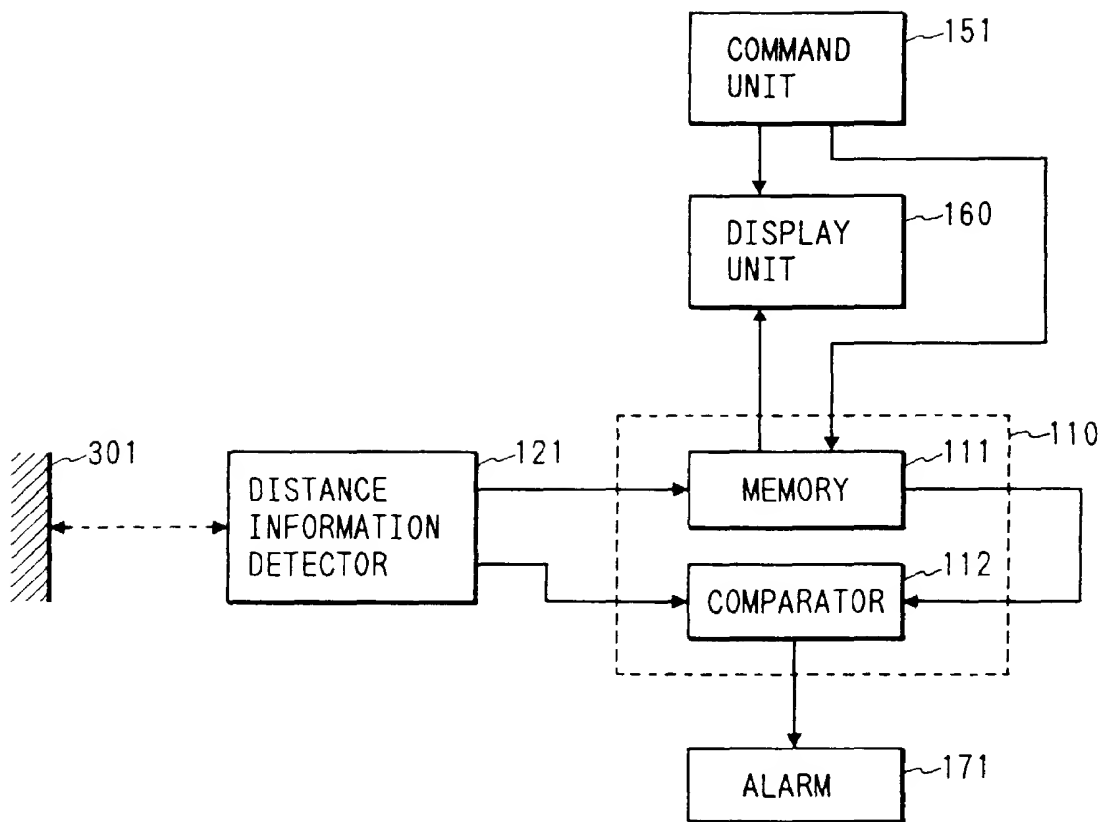 COMMAND
UNIT
151
DISPLAY
UNIT
160
301
DISTANCE
INFORMATION
DETECTOR
121
110
MEMORY
111
COMPARATOR
112
ALARM
171